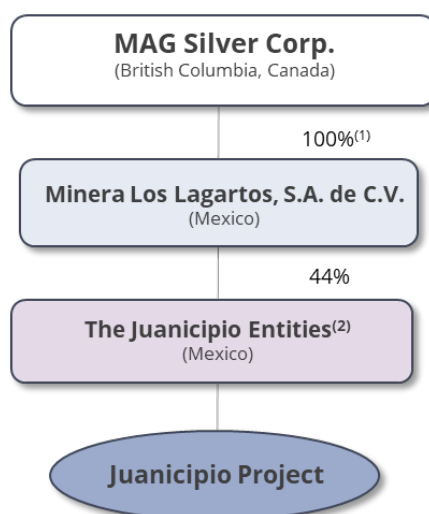 MAG Silver Corp.
(British Columbia, Canada)
100%(1)
Minera Los Lagartos, S.A. de C.V.
(Mexico)
44%
The Juanicipio Entities(2)
(Mexico)
Juanicipio Project